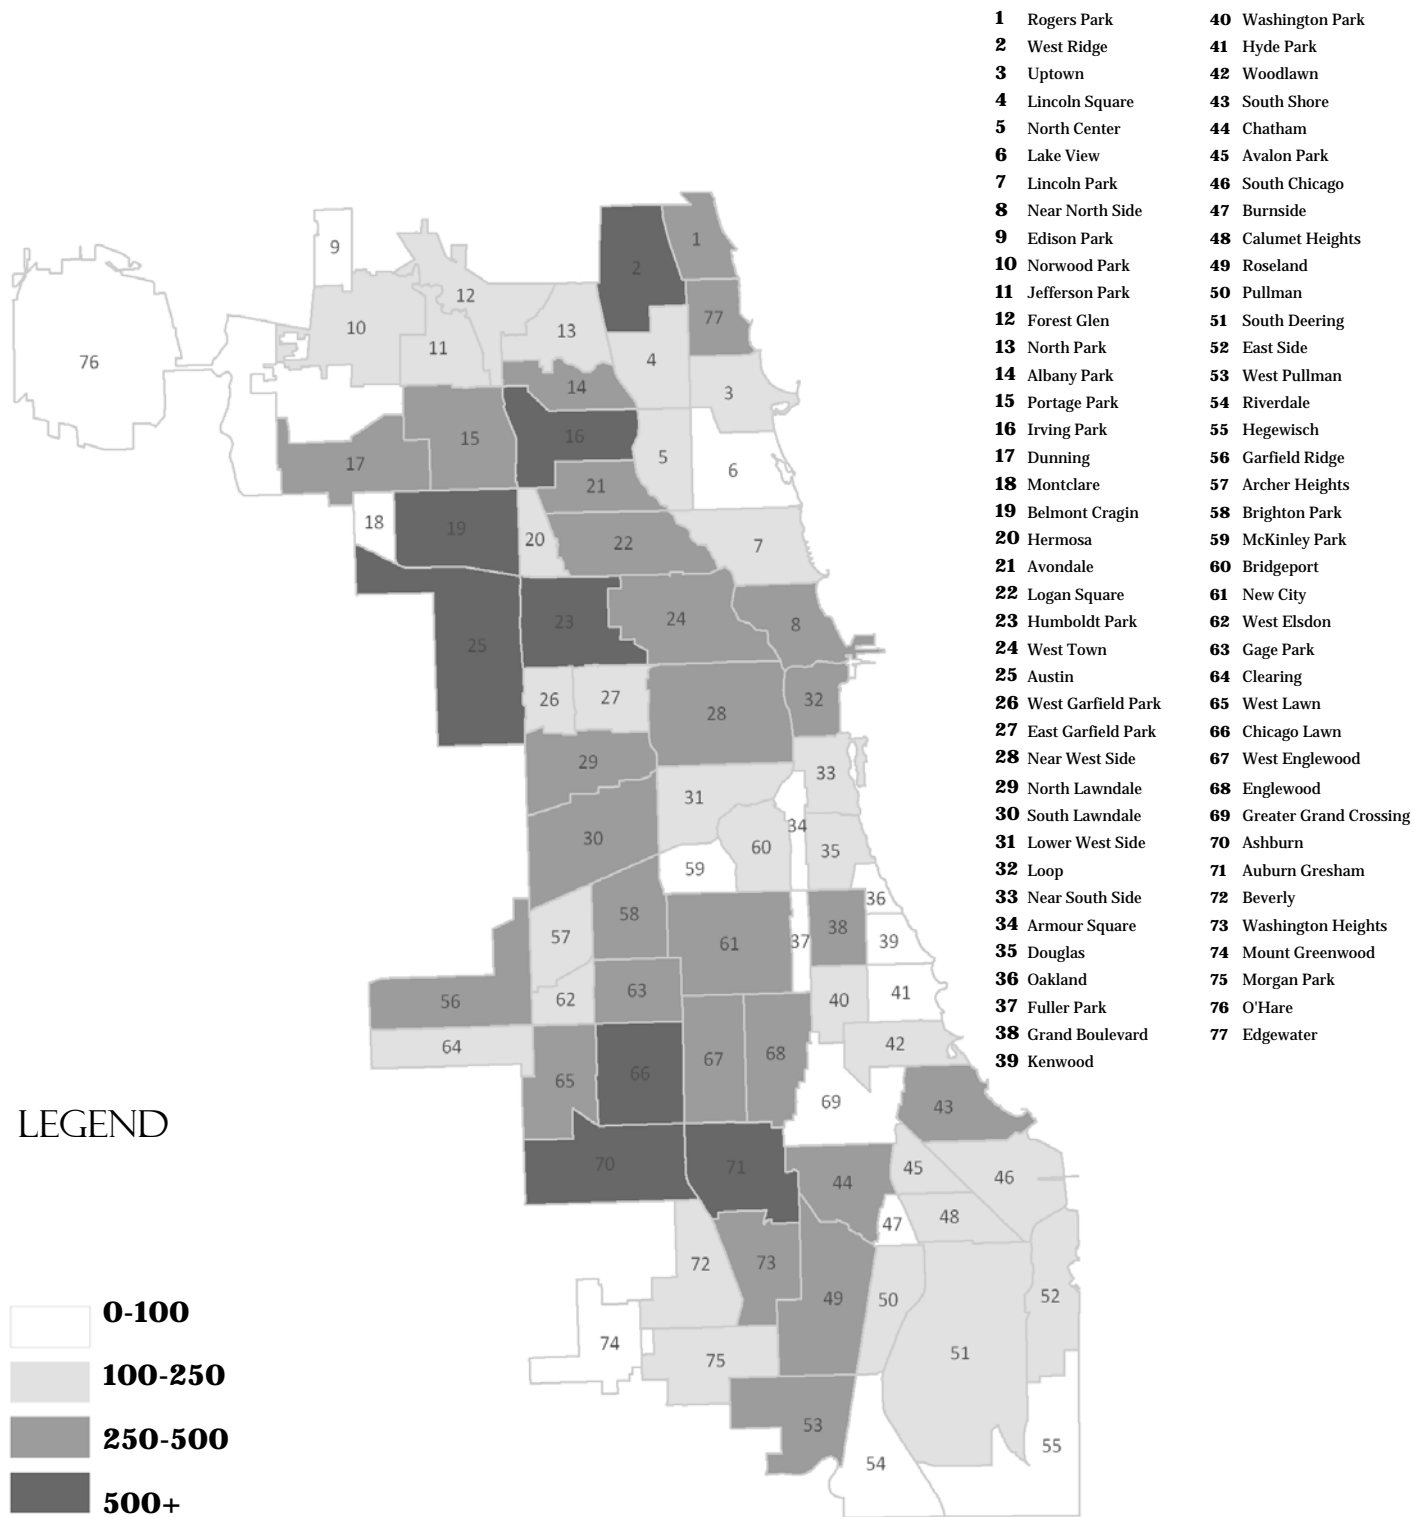 1 Rogers Park
2 West Ridge
3 Uptown
4 Lincoln Square
5 North Center
6 Lake View
7 Lincoln Park
8 Near North Side
9 Edison Park
10 Norwood Park
11 Jefferson Park
12 Forest Glen
13 North Park
14 Albany Park
15 Portage Park
16 Irving Park
17 Dunning
18 Montclare
19 Belmont Cragin
20 Hermosa
21 Avondale
22 Logan Square
23 Humboldt Park
24 West Town
25 Austin
26 West Garfield Park
27 East Garfield Park
28 Near West Side
29 North Lawndale
30 South Lawndale
31 Lower West Side
32 Loop
33 Near South Side
34 Armour Square
35 Douglas
36 Oakland
37 Fuller Park
38 Grand Boulevard
39 Kenwood
40 Washington Park
41 Hyde Park
42 Woodlawn
43 South Shore
44 Chatham
45 Avalon Park
46 South Chicago
47 Burnside
48 Calumet Heights
49 Roseland
50 Pullman
51 South Deering
52 East Side
53 West Pullman
54 Riverdale
55 Hegewisch
56 Garfield Ridge
57 Archer Heights
58 Brighton Park
59 McKinley Park
60 Bridgeport
61 New City
62 West Elsdon
63 Gage Park
64 Clearing
65 West Lawn
66 Chicago Lawn
67 West Englewood
68 Englewood
69 Greater Grand Crossing
70 Ashburn
71 Auburn Gresham
72 Beverly
73 Washington Heights
74 Mount Greenwood
75 Morgan Park
76 O'Hare
77 Edgewater
9
1
2
12
10
77
13
11
4
76
14
3
15
16
17
5
6
21
18
19
20
22
7
23
24
8
25
26
27
28
32
29
33
31
34
30
60
35
59
36
58
38
57
61
37
39
63
41
56
62
40
64
42
67
68
66
65
69
43
70
71
45
46
44
48
47
72
73
52
49
50
74
51
75
53
55
54
LEGEND
0-100
100-250
250-500
500+